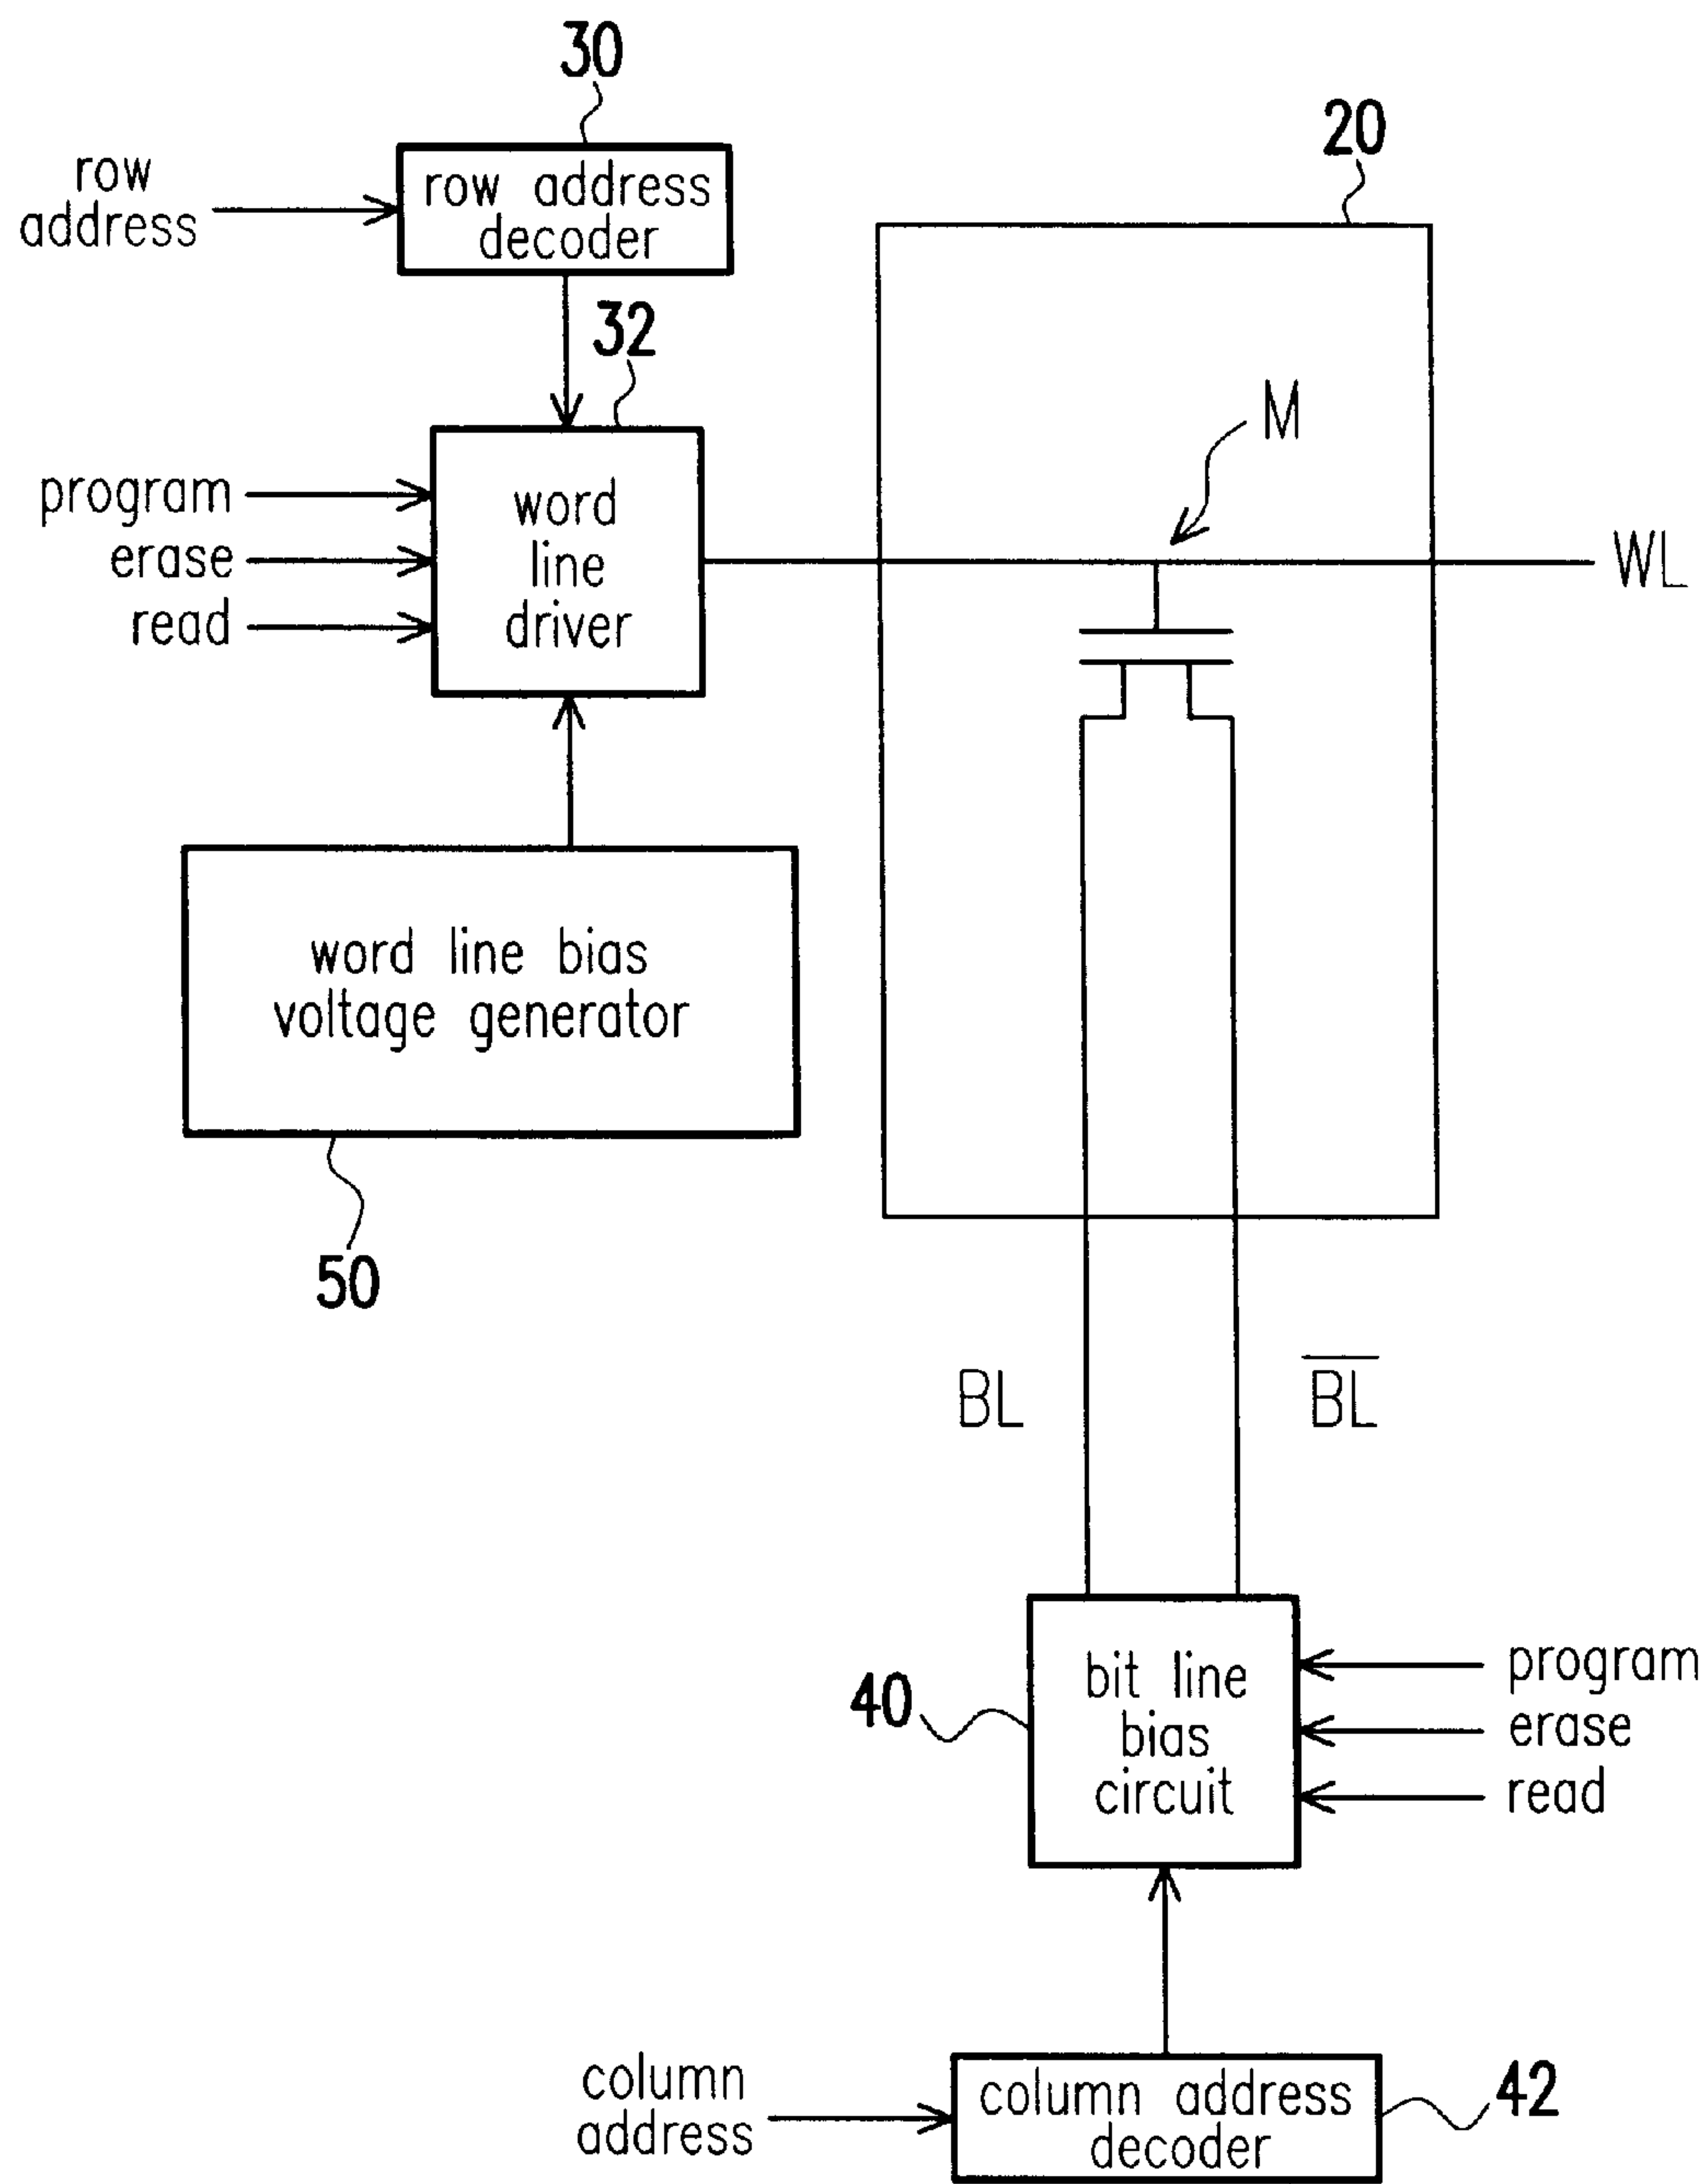 30
row
address
row address
decoder
20
32
M
program
erase
read
word
line
driver
WL
word line bias
voltage generator
50
BL
B̅L̅
40
bit line
bias
circuit
program
erase
read
column
address
column address
decoder
42